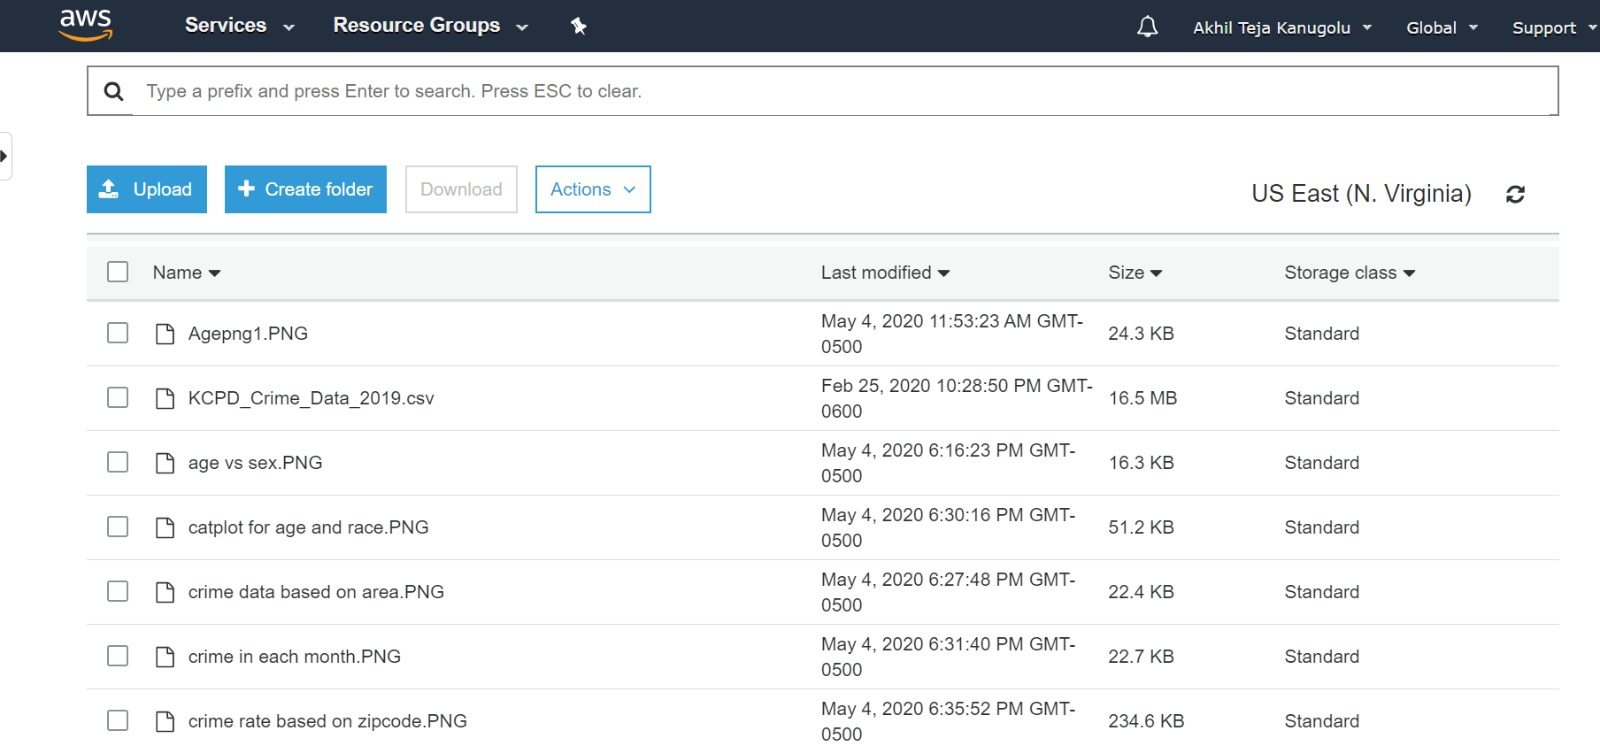 aws Services Resource Groups Akhil Teja Kanugolu Global Support
Type a prefix and press Enter to search. Press ESC to clear.
Upload Create folder Download Actions US East (N. Virginia)
Name Last modified Size Storage class
Agepng1.PNG May 4, 2020 11:53:23 AM GMT- 24.3 KB Standard
0500
KCPD_Crime_Data_2019.csv Feb 25, 2020 10:28:50 PM GMT- 16.5 MB Standard
0600
age vs sex.PNG May 4, 2020 6:16:23 PM GMT- 16.3 KB Standard
0500
catplot for age and race.PNG May 4, 2020 6:30:16 PM GMT- 51.2 KB Standard
0500
crime data based on area.PNG May 4, 2020 6:27:48 PM GMT- 22.4 KB Standard
0500
crime in each month.PNG May 4, 2020 6:31:40 PM GMT- 22.7 KB Standard
0500
crime rate based on zipcode.PNG May 4, 2020 6:35:52 PM GMT- 234.6 KB Standard
0500